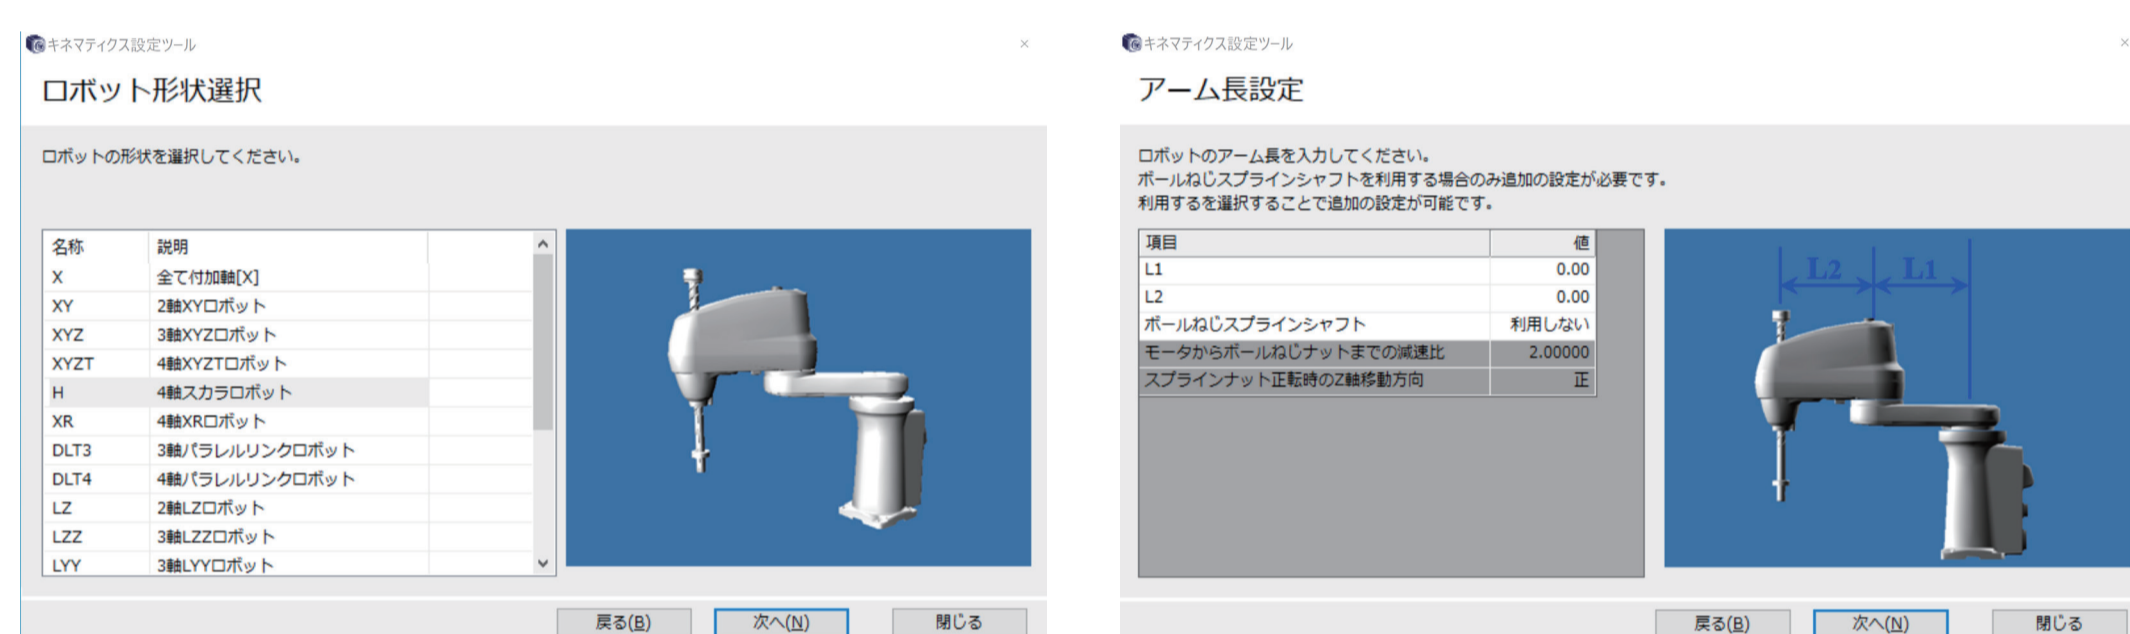 キネマティクス設定ツール
ロボット形状選択
ロボットの形状を選択してください。
名称 説明
X 全て付加軸[X]
XY 2軸XYロボット
XYZ 3軸XYZロボット
XYZT 4軸XYZTロボット
H 4軸スカラロボット
XR 4軸XRロボット
DLT3 3軸パラレルリンクロボット
DLT4 4軸パラレルリンクロボット
LZ 2軸LZロボット
LZZ 3軸LZZロボット
LYY 3軸LYYロボット
戻る(B) 次へ(N) 閉じる
キネマティクス設定ツール
アーム長設定
ロボットのアーム長を入力してください。
ボールねじスプラインシャフトを利用する場合のみ追加の設定が必要です。
利用するを選択することで追加の設定が可能です。
項目 値
L1 0.00
L2 0.00
ボールねじスプラインシャフト 利用しない
モータからボールねじナットまでの減速比 2.00000
スプラインナット正転時のZ軸移動方向 正
L2 L1
戻る(B) 次へ(N) 閉じる